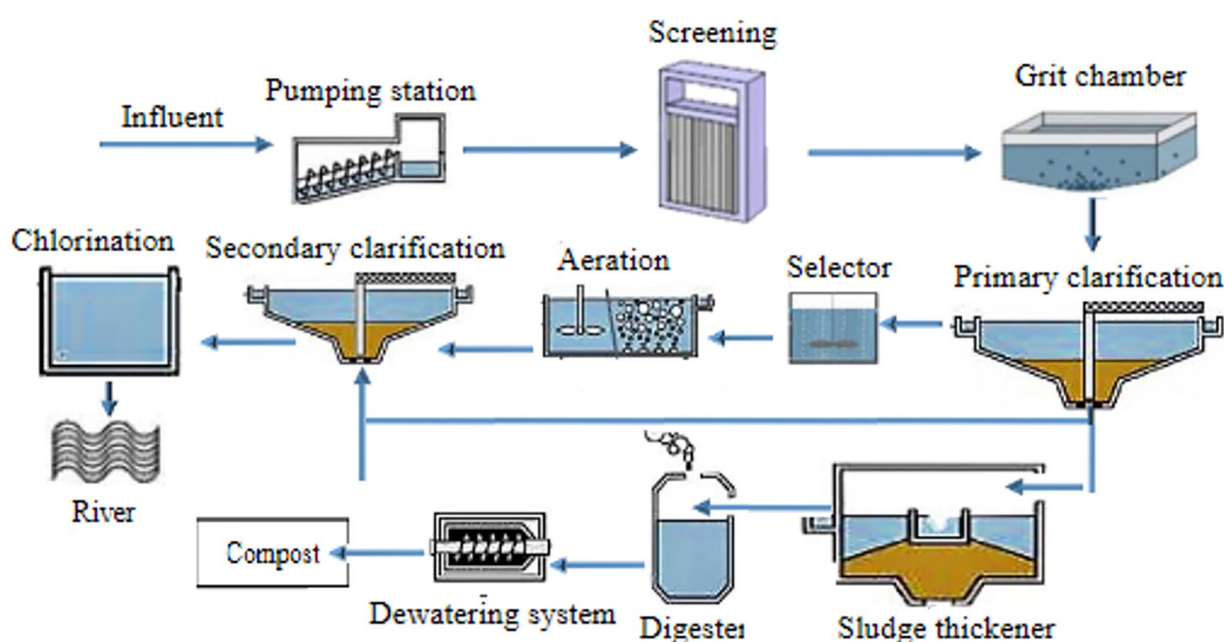 Screening
Grit chamber
Pumping station
Influent
Chlorination
Secondary clarification
Aeration
Selector
Primary clarification
River
Compost
Dewatering system
Digester
Sludge thickener